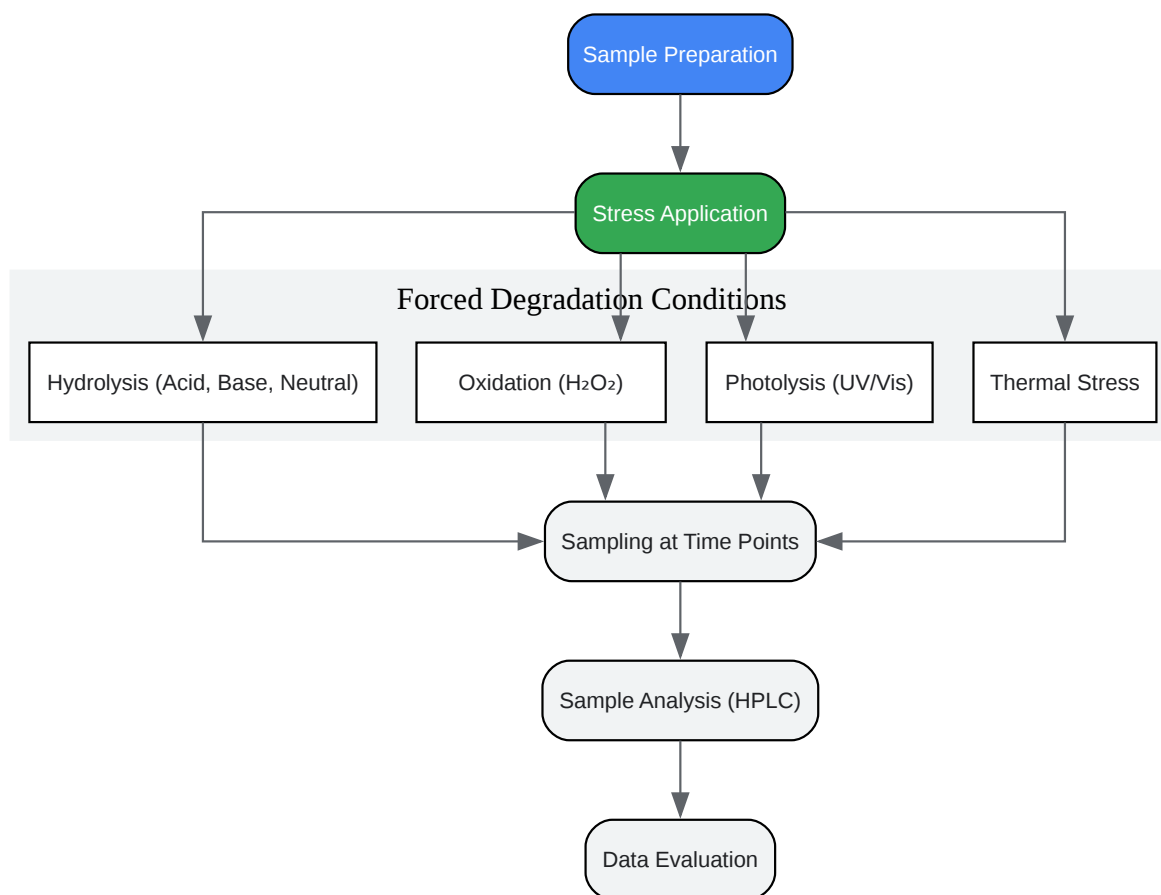 Sample Preparation
Stress Application
Forced Degradation Conditions
Hydrolysis (Acid, Base, Neutral)
Oxidation (H₂O₂)
Photolysis (UV/Vis)
Thermal Stress
Sampling at Time Points
Sample Analysis (HPLC)
Data Evaluation